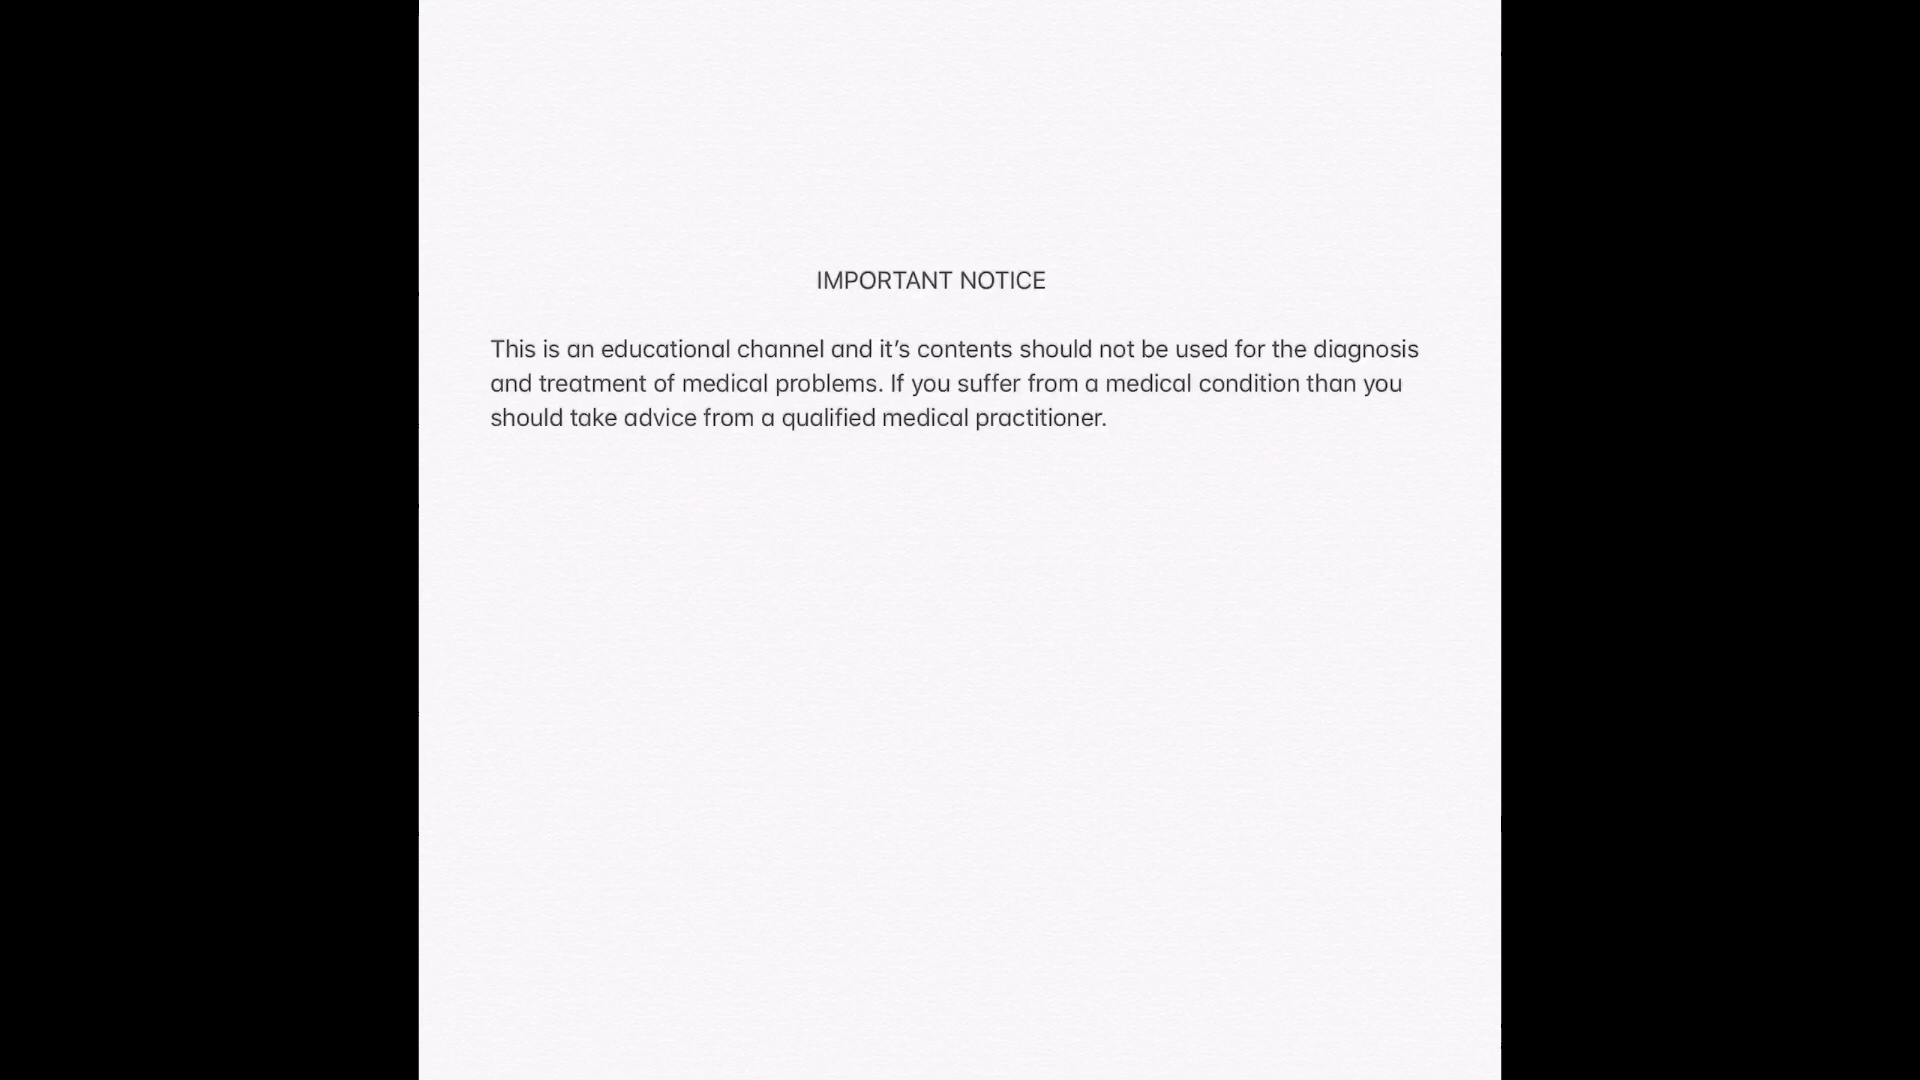 IMPORTANT NOTICE
This is an educational channel and it’s contents should not be used for the diagnosis
and treatment of medical problems. If you suffer from a medical condition than you
should take advice from a qualified medical practitioner.